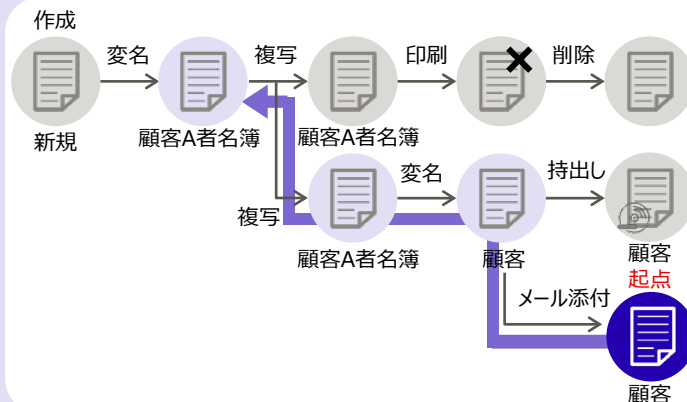 作成
変名
複写
印刷
削除
新規
顧客A者名簿
顧客A者名簿
変名
持出し
複写
顧客A者名簿
顧客
顧客
起点
メール添付
顧客